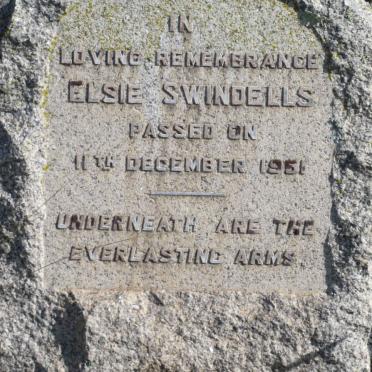 IN
LOVING REMEMBRANCE
ELSIE SWINDELLS
PASSED ON
11TH DECEMBER 1951
UNDERNEATH ARE THE
EVERLASTING ARMS